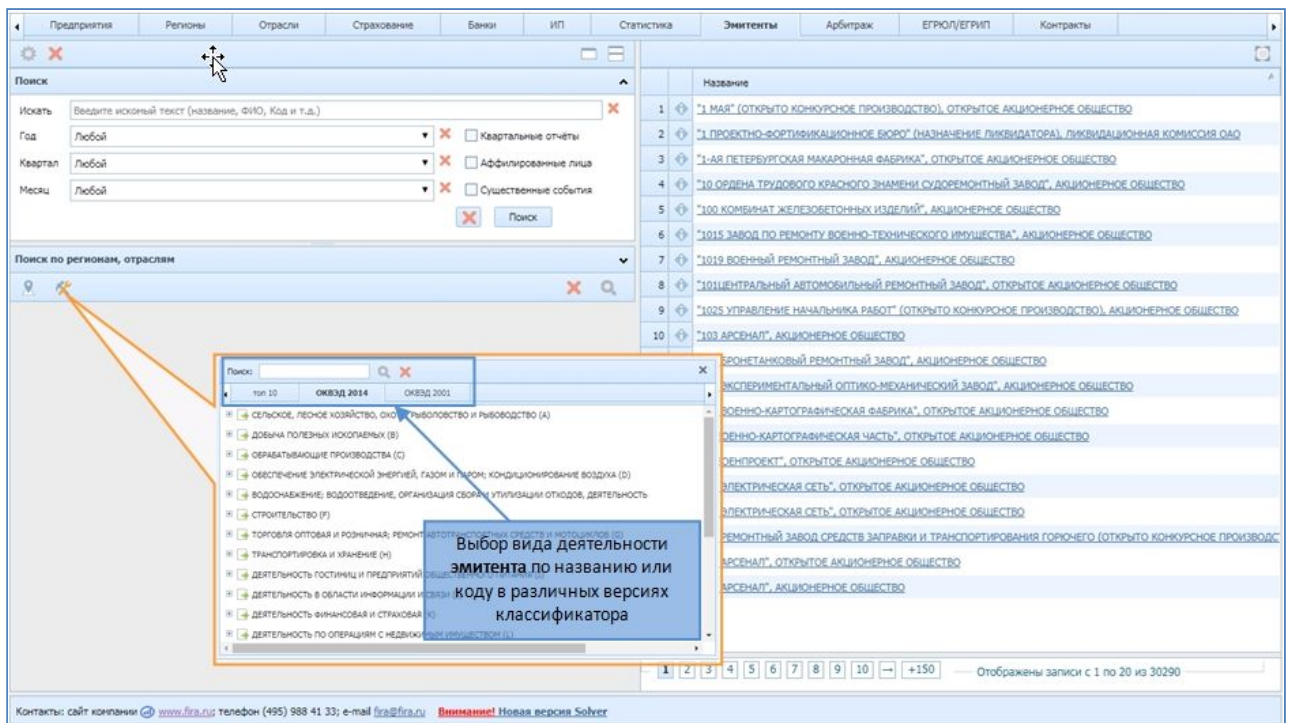 Предприятия Регионы Отрасли Страхование Банки ИП Статистика Эмитенты Арбитраж ЕГРЮЛ/ЕГРИП Контракты
Поиск
Искать Введите искомый текст (название, ФИО, Код и т.д.)
Год Любой Квартальные отчёты
Квартал Любой Аффилированные лица
Месяц Любой Существенные события
Поиск
Поиск по регионам, отраслям
Поиск:
топ 10 ОКВЭД 2014 ОКВЭД 2001
СЕЛЬСКОЕ, ЛЕСНОЕ ХОЗЯЙСТВО, РЫБОЛОВСТВО И РЫБОВОДСТВО (A)
ДОБЫЧА ПОЛЕЗНЫХ ИСКОПАЕМЫХ (B)
ОБРАБАТЫВАЮЩИЕ ПРОИЗВОДСТВА (C)
ОБЕСПЕЧЕНИЕ ЭЛЕКТРИЧЕСКОЙ ЭНЕРГИЕЙ, ГАЗОМ И ПАРОМ; КОНДИЦИОНИРОВАНИЕ ВОЗДУХА (D)
ВОДОСНАБЖЕНИЕ; ВОДООТВЕДЕНИЕ, ОРГАНИЗАЦИЯ СБОРА И УТИЛИЗАЦИИ ОТХОДОВ, ДЕЯТЕЛЬНОСТЬ
СТРОИТЕЛЬСТВО (F)
ТОРГОВЛЯ ОПТОВАЯ И РОЗНИЧНАЯ; РЕМОНТ АВТОТРАНСПОРТНЫХ СРЕДСТВ И МОТОЦИКЛОВ (G)
ТРАНСПОРТИРОВКА И ХРАНЕНИЕ (H)
ДЕЯТЕЛЬНОСТЬ ГОСТИНИЦ И ПРЕДПРИЯТИЙ ОБЩЕСТВЕННОГО ПИТАНИЯ (I)
ДЕЯТЕЛЬНОСТЬ В ОБЛАСТИ ИНФОРМАЦИИ И
ДЕЯТЕЛЬНОСТЬ ФИНАНСОВАЯ И СТРАХОВАЯ
ДЕЯТЕЛЬНОСТЬ ПО ОПЕРАЦИЯМ С НЕДВИЖИМЫМ ИМУЩЕСТВОМ (L)
Выбор вида деятельности
эмитента по названию или
коду в различных версиях
классификатора
Название
1 "1 МАЯ" (ОТКРЫТО КОНКУРСНОЕ ПРОИЗВОДСТВО), ОТКРЫТОЕ АКЦИОНЕРНОЕ ОБЩЕСТВО
2 "1 ПРОЕКТНО-ФОРТИФИКАЦИОННОЕ БЮРО" (НАЗНАЧЕНИЕ ЛИКВИДАТОРА), ЛИКВИДАЦИОННАЯ КОМИССИЯ ОАО
3 "1-АЯ ПЕТЕРБУРГСКАЯ МАКАРОННАЯ ФАБРИКА", ОТКРЫТОЕ АКЦИОНЕРНОЕ ОБЩЕСТВО
4 "10 ОРДЕНА ТРУДОВОГО КРАСНОГО ЗНАМЕНИ СУДОРЕМОНТНЫЙ ЗАВОД", АКЦИОНЕРНОЕ ОБЩЕСТВО
5 "100 КОМБИНАТ ЖЕЛЕЗОБЕТОННЫХ ИЗДЕЛИЙ", АКЦИОНЕРНОЕ ОБЩЕСТВО
6 "1015 ЗАВОД ПО РЕМОНТУ ВОЕННО-ТЕХНИЧЕСКОГО ИМУЩЕСТВА", АКЦИОНЕРНОЕ ОБЩЕСТВО
7 "1019 ВОЕННЫЙ РЕМОНТНЫЙ ЗАВОД", АКЦИОНЕРНОЕ ОБЩЕСТВО
8 "101ЦЕНТРАЛЬНЫЙ АВТОМОБИЛЬНЫЙ РЕМОНТНЫЙ ЗАВОД", ОТКРЫТОЕ АКЦИОНЕРНОЕ ОБЩЕСТВО
9 "1025 УПРАВЛЕНИЕ НАЧАЛЬНИКА РАБОТ" (ОТКРЫТО КОНКУРСНОЕ ПРОИЗВОДСТВО), АКЦИОНЕРНОЕ ОБЩЕСТВО
10 "103 АРСЕНАЛ", АКЦИОНЕРНОЕ ОБЩЕСТВО
БРОНЕТАНКОВЫЙ РЕМОНТНЫЙ ЗАВОД", АКЦИОНЕРНОЕ ОБЩЕСТВО
ЭКСПЕРИМЕНТАЛЬНЫЙ ОПТИКО-МЕХАНИЧЕСКИЙ ЗАВОД", АКЦИОНЕРНОЕ ОБЩЕСТВО
ВОЕННО-КАРТОГРАФИЧЕСКАЯ ФАБРИКА", ОТКРЫТОЕ АКЦИОНЕРНОЕ ОБЩЕСТВО
ОЕННО-КАРТОГРАФИЧЕСКАЯ ЧАСТЬ", ОТКРЫТОЕ АКЦИОНЕРНОЕ ОБЩЕСТВО
ОЕНПРОЕКТ", ОТКРЫТОЕ АКЦИОНЕРНОЕ ОБЩЕСТВО
ЭЛЕКТРИЧЕСКАЯ СЕТЬ", ОТКРЫТОЕ АКЦИОНЕРНОЕ ОБЩЕСТВО
ЭЛЕКТРИЧЕСКАЯ СЕТЬ", ОТКРЫТОЕ АКЦИОНЕРНОЕ ОБЩЕСТВО
РЕМОНТНЫЙ ЗАВОД СРЕДСТВ ЗАПРАВКИ И ТРАНСПОРТИРОВАНИЯ ГОРЮЧЕГО (ОТКРЫТО КОНКУРСНОЕ ПРОИЗВОДС
АРСЕНАЛ", ОТКРЫТОЕ АКЦИОНЕРНОЕ ОБЩЕСТВО
АРСЕНАЛ", АКЦИОНЕРНОЕ ОБЩЕСТВО
1 2 3 4 5 6 7 8 9 10 → +150 Отображены записи с 1 по 20 из 30290
Контакты: сайт компании www.fira.ru; телефон (495) 988 41 33; e-mail fira@fira.ru Внимание! Новая версия Solver